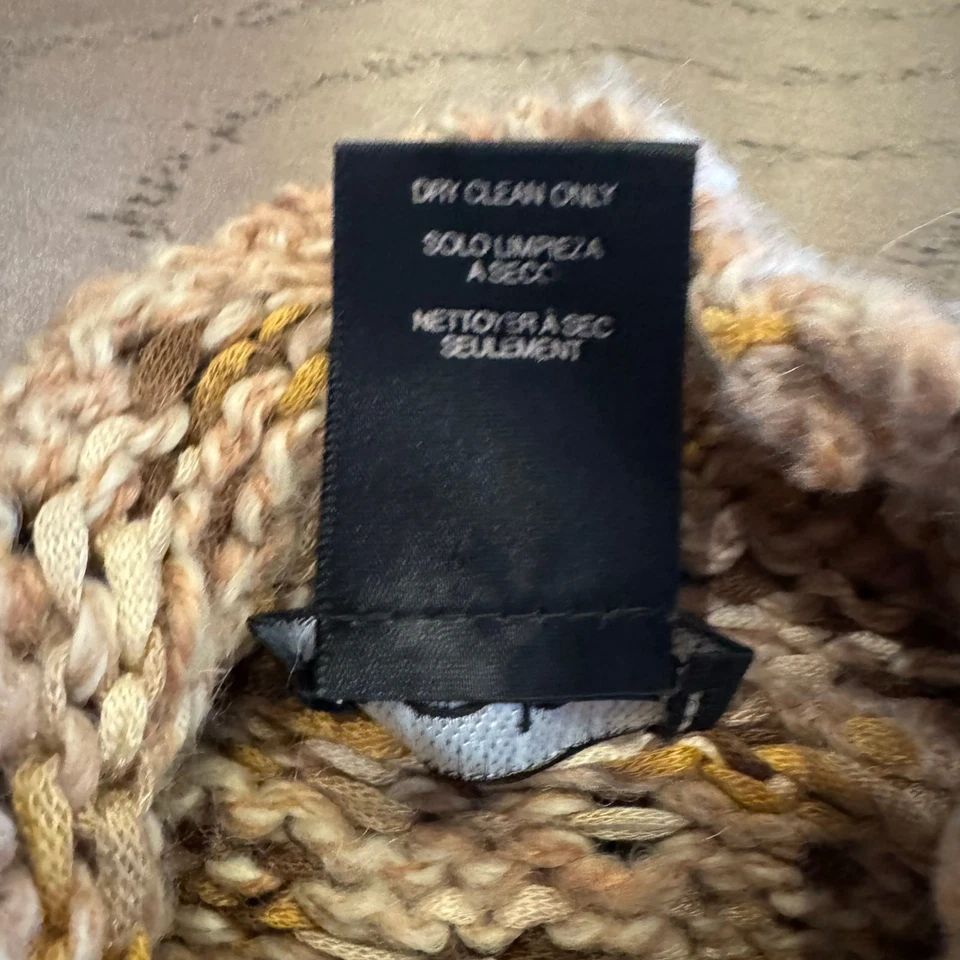 DRY CLEAN ONLY
SOLO LIMPIEZA
A SECO
NETTOYER À SEC
SEULEMENT